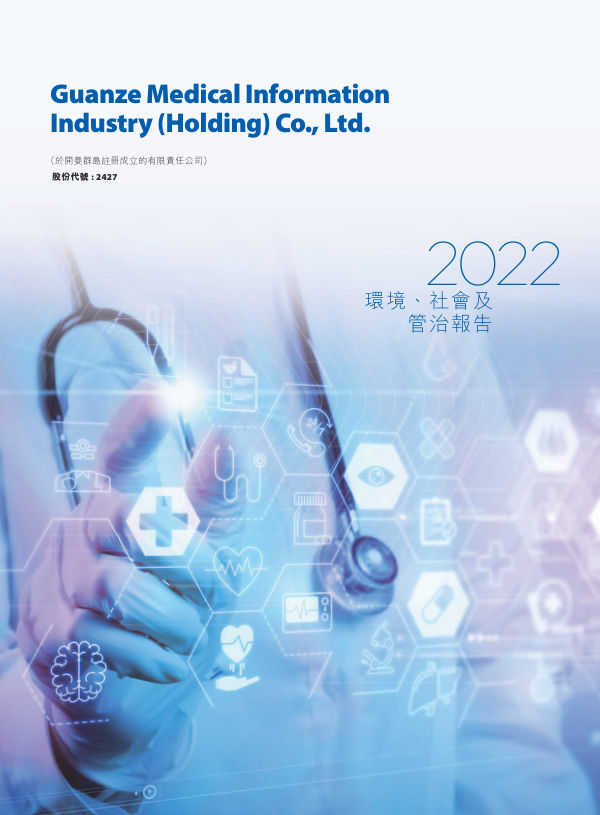 Guanze Medical Information
Industry (Holding) Co., Ltd.
（於開曼群島註冊成立的有限責任公司）
股份代號 : 2427
2022
環境、社會及
管治報告
24/7